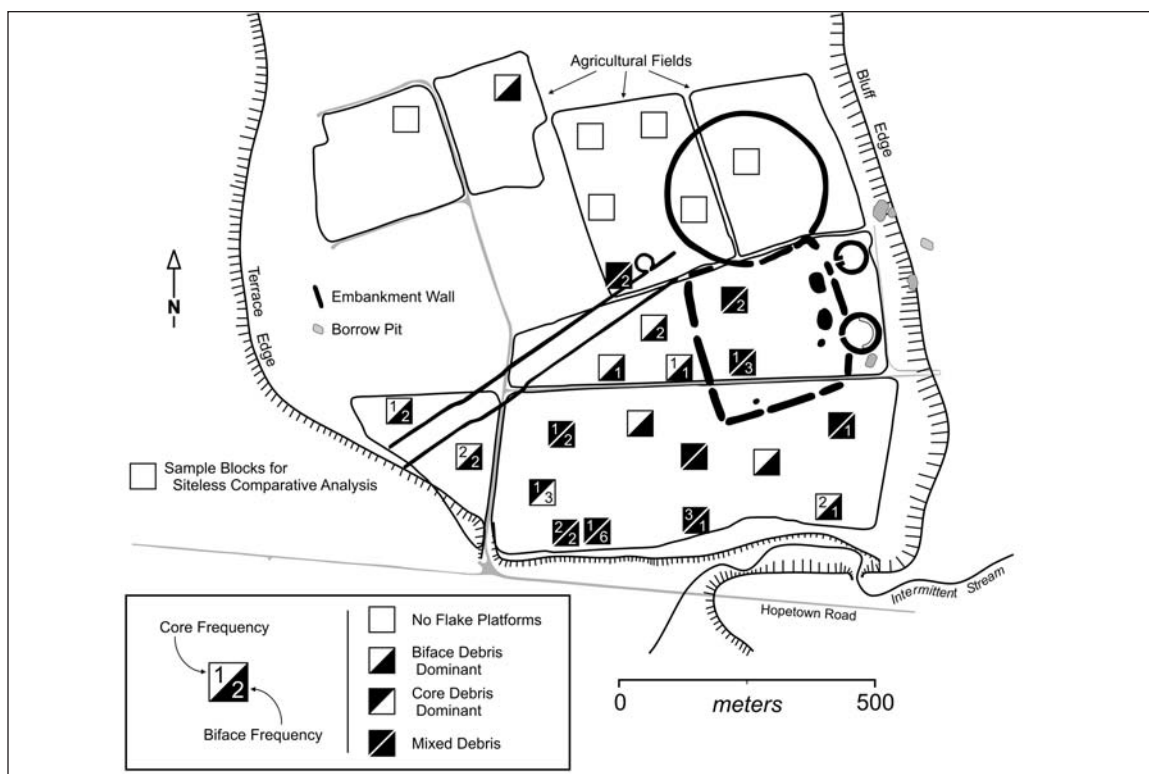 Agricultural Fields
Bluff Edge
2
2
2
1
1
1
1
3
1
2
2
2
1
2
1
1
3
2
1
2
2
1
6
3
1
Terrace Edge
N
Embankment Wall
Borrow Pit
Sample Blocks for
Siteless Comparative Analysis
Intermittent Stream
Hopetown Road
Core Frequency
1
2
Biface Frequency
No Flake Platforms
Biface Debris
Dominant
Core Debris
Dominant
Mixed Debris
0
meters
500